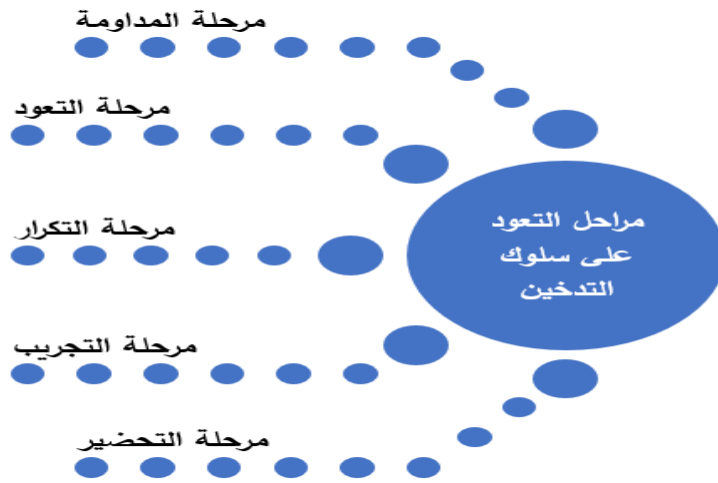 مرحلة المداومة
مرحلة التعود
مرحلة التكرار
مرحلة التجريب
مرحلة التحضير
مراحل التعود
على سلوك
التدخين